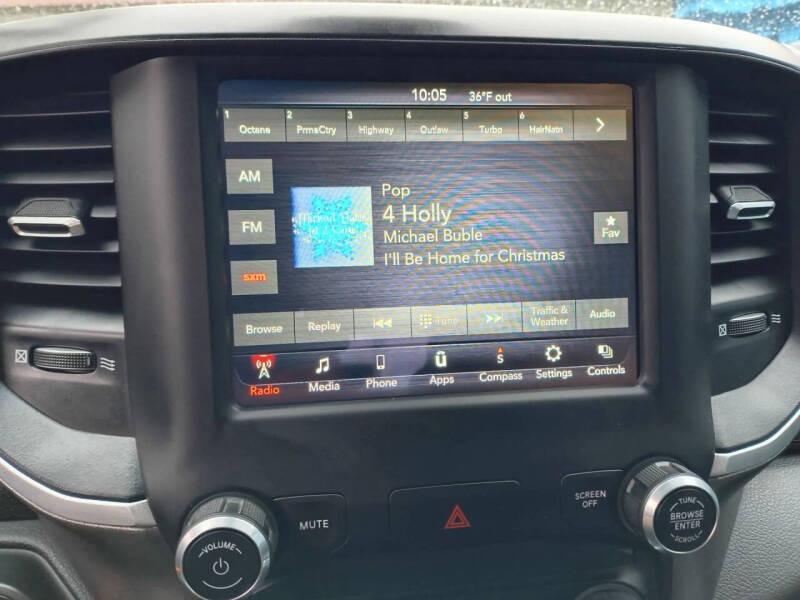 10:05 36°F out
1 Octane 2 PrmsCtry 3 Highway 4 Outlaw 5 Turbo 6 HairNatn
AM
FM
sxm
Pop
4 Holly
Michael Buble
I'll Be Home for Christmas
Fav
Browse Replay Tune Traffic & Weather Audio
Radio Media Phone Apps S Compass Settings Controls
VOLUME
MUTE
SCREEN OFF
TUNE
BROWSE
ENTER
SCROLL